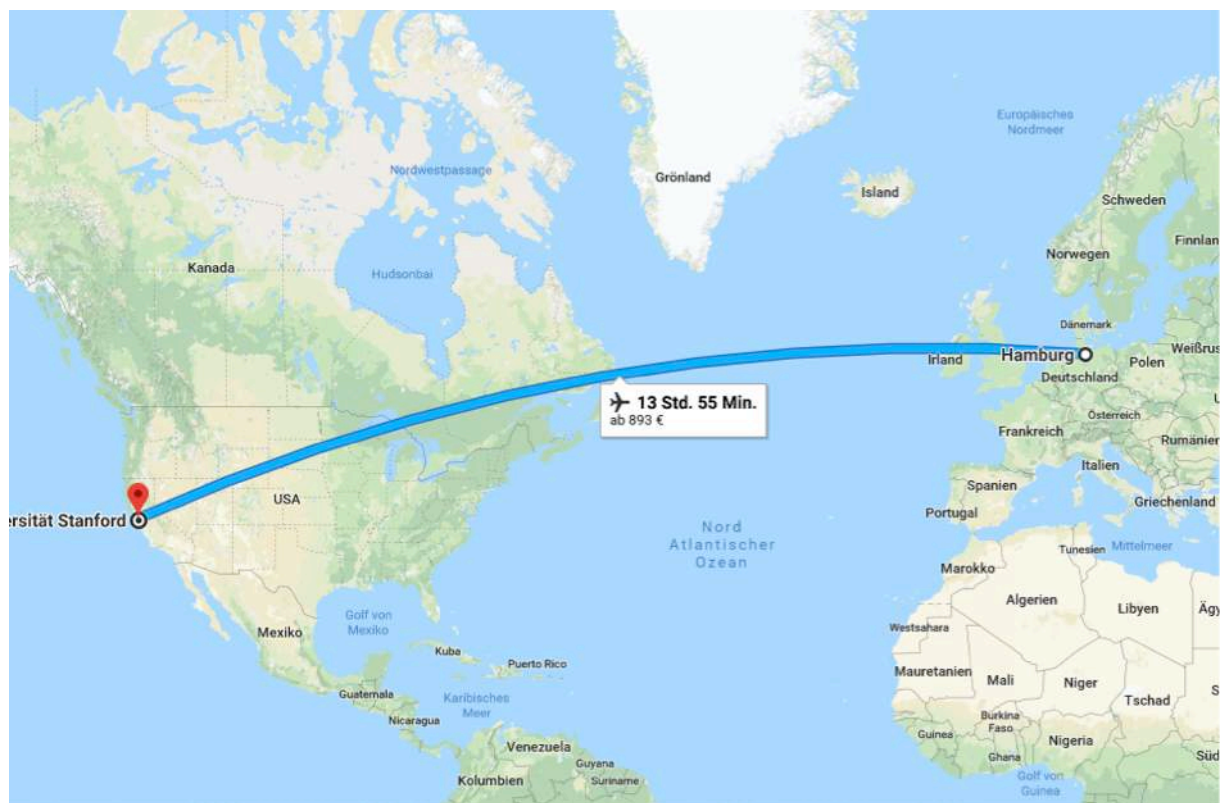 Europäisches
Nordmeer
Nordwestpassage
Grönland
Island
Schweden
Finnlan
Norwegen
Kanada
Hudsonbai
Dänemark
Irland
Hamburg
Polen
Weißrus
Deutschland
13 Std. 55 Min.
ab 893 €
Österreich
Frankreich
Rumänier
Italien
Spanien
Griechenland
Portugal
USA
ersität Stanford
Nord
Atlantischer
Ozean
Tunesien
Mittelmeer
Marokko
Algerien
Libyen
Ägy
Westsahara
Golf von
Mexiko
Mexiko
Kuba
Puerto Rico
Mauretanien
Mali
Niger
Tschad
S
Guatemala
Karibisches
Meer
Nicaragua
Burkina
Faso
Guinea
Nigeria
Ghana
Süd
Venezuela
Guyana
Kolumbien
Suriname
Golf von
Guinea